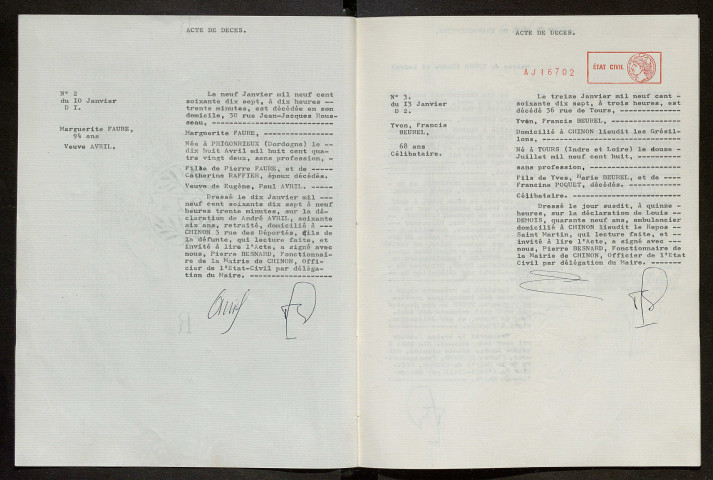 ACTE DE DECES.
N° 2
du 10 Janvier
D 1.
Marguerite FAURE,
94 ans
Veuve AVRIL.
Le neuf Janvier mil neuf cent
soixante dix sept, à dix heures --
trente minutes, est décédée en son
domicile, 30 rue Jean-Jacques Rous-
seau, ----------------------------
Marguerite FAURE, ----------------
Née à PRIGONRIEUX (Dordogne) le --
dix huit Avril mil huit cent qua-
tre vingt deux, sans profession, -
Fille de Pierre FAURE, et de -----
Catherine RAFFIER, époux décédés.
Veuve de Eugène, Paul AVRIL. -----
Dressé le dix Janvier mil ---
neuf cent soixante dix sept à neuf
heures trente minutes, sur la dé-
claration de André AVRIL, soixante
six ans, retraité, domicilié à ---
CHINON 3 rue des Déportés, fils de
la défunte, qui lecture faite, et
invité à lire l'Acte, a signé avec
nous, Pierre BESNARD, Fonctionnai-
re de la Mairie de CHINON, Offi-
cier de l'Etat-Civil par déléga-
tion du Maire. -------------------
ACTE DE DECES.
AJ16702
ÉTAT CIVIL
N° 3.
du 13 Janvier
D 2.
Yves, Francis
BEUREL.
68 ans
Célibataire.
Le treize Janvier mil neuf cent -
soixante dix sept, à trois heures, est
décédé 36 rue de Tours, --------------
Yves, Francis BEUREL, ----------------
Domicilié à CHINON lieudit les Grésil-
lons, --------------------------------
Né à TOURS (Indre et Loire) le douze -
Juillet mil neuf cent huit, ----------
sans profession, ---------------------
Fils de Yves, Marie BEUREL, et de ----
Francine POQUET, décédés. ------------
Célibataire. -------------------------
Dressé le jour susdit, à quinze -
heures, sur la déclaration de Louis --
DEMOIS, quarante neuf ans, ambulancier
domicilié à CHINON lieudit le Repos --
Saint Martin, qui lecture faite, et --
invité à lire l'Acte, a signé avec ---
nous, Pierre BESNARD, Fonctionnaire de
la Mairie de CHINON, Officier de l'Etat
Civil par délégation du Maire. --------